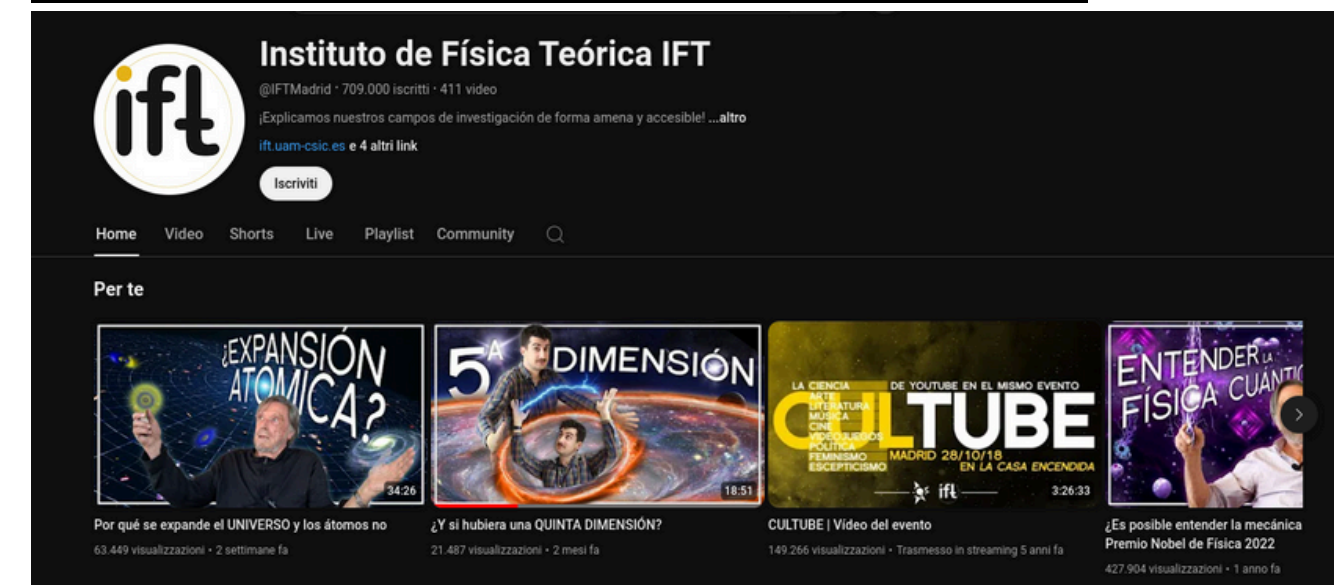 ift
Instituto de Física Teórica IFT
@IFTMadrid · 709.000 iscritti · 411 video
¡Explicamos nuestros campos de investigación de forma amena y accesible! ...altro
ift.uam-csic.es e 4 altri link
Iscriviti
Home Video Shorts Live Playlist Community
Per te
¿EXPANSIÓN
ATÓMICA?
34:26
Por qué se expande el UNIVERSO y los átomos no
63.449 visualizzazioni • 2 settimane fa
5ª DIMENSIÓN
18:51
¿Y si hubiera una QUINTA DIMENSIÓN?
21.487 visualizzazioni • 2 mesi fa
LA CIENCIA DE YOUTUBE EN EL MISMO EVENTO
ARTE
LITERATURA
MÚSICA
CINE
VIDEOJUEGOS
POLÍTICA
FEMINISMO
ESCEPTICISMO
CULTUBE
MADRID 28/10/18
EN LA CASA ENCENDIDA
ift
3:26:33
CULTUBE | Vídeo del evento
149.266 visualizzazioni • Trasmesso in streaming 5 anni fa
ENTENDER LA
FÍSICA CUÁNTIC
¿Es posible entender la mecánica
Premio Nobel de Física 2022
427.904 visualizzazioni • 1 anno fa